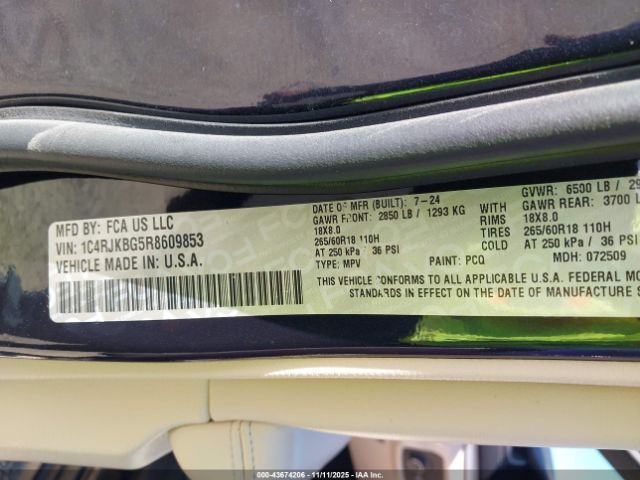 MFD BY: FCA US LLC
VIN: 1C4RJKBG5R8609853
VEHICLE MADE IN: U.S.A.
DATE OF MFR (BUILT): 7-24
GAWR FRONT: 2850 LB / 1293 KG
18X8.0
265/60R18 110H
AT 250 kPa / 36 PSI
TYPE: MPV
PAINT: PCQ
GVWR: 6500 LB / 29
WITH GAWR REAR: 3700 L
RIMS 18X8.0
TIRES 265/60R18 110H
COLD AT 250 kPa / 36 PSI
MDH: 072509
THIS VEHICLE CONFORMS TO ALL APPLICABLE U.S.A. FEDERAL MO
STANDARDS IN EFFECT ON THE DATE OF MANUFACTURE S
000-43674206 - 11/11/2025 - IAA Inc.